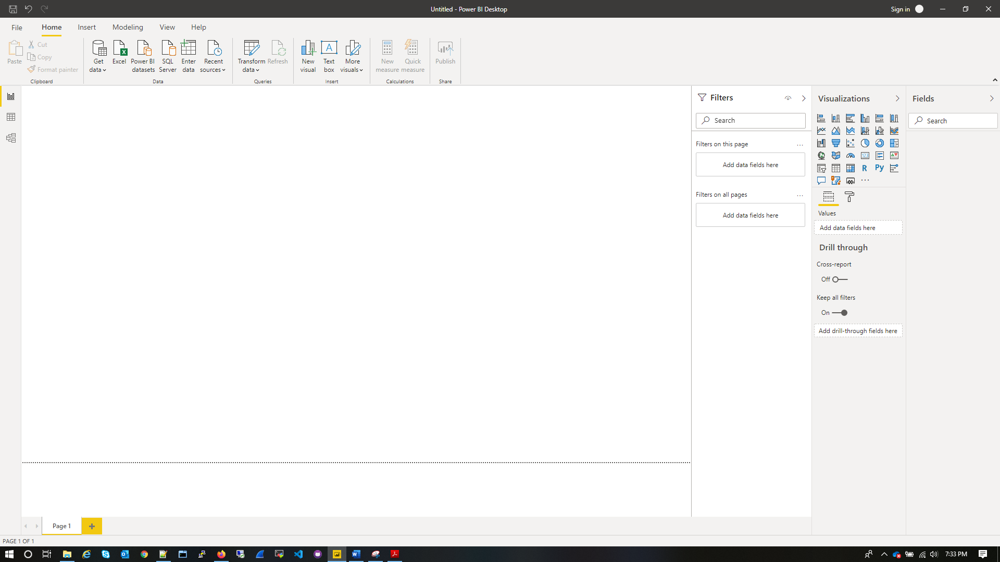 Untitled - Power BI Desktop
Sign in
File
Home
Insert
Modeling
View
Help
Paste
Cut
Copy
Format painter
Clipboard
Get
data
Excel
Power BI
datasets
SQL
Server
Enter
data
Recent
sources
Data
Transform
data
Refresh
Queries
New
visual
Text
box
More
visuals
Insert
New
measure
Quick
measure
Calculations
Publish
Share
Filters
Search
Filters on this page
...
Add data fields here
Filters on all pages
...
Add data fields here
Visualizations
123
R
Py
...
Values
Add data fields here
Drill through
Cross-report
Off
Keep all filters
On
Add drill-through fields here
Fields
Search
Page 1
PAGE 1 OF 1
7:33 PM